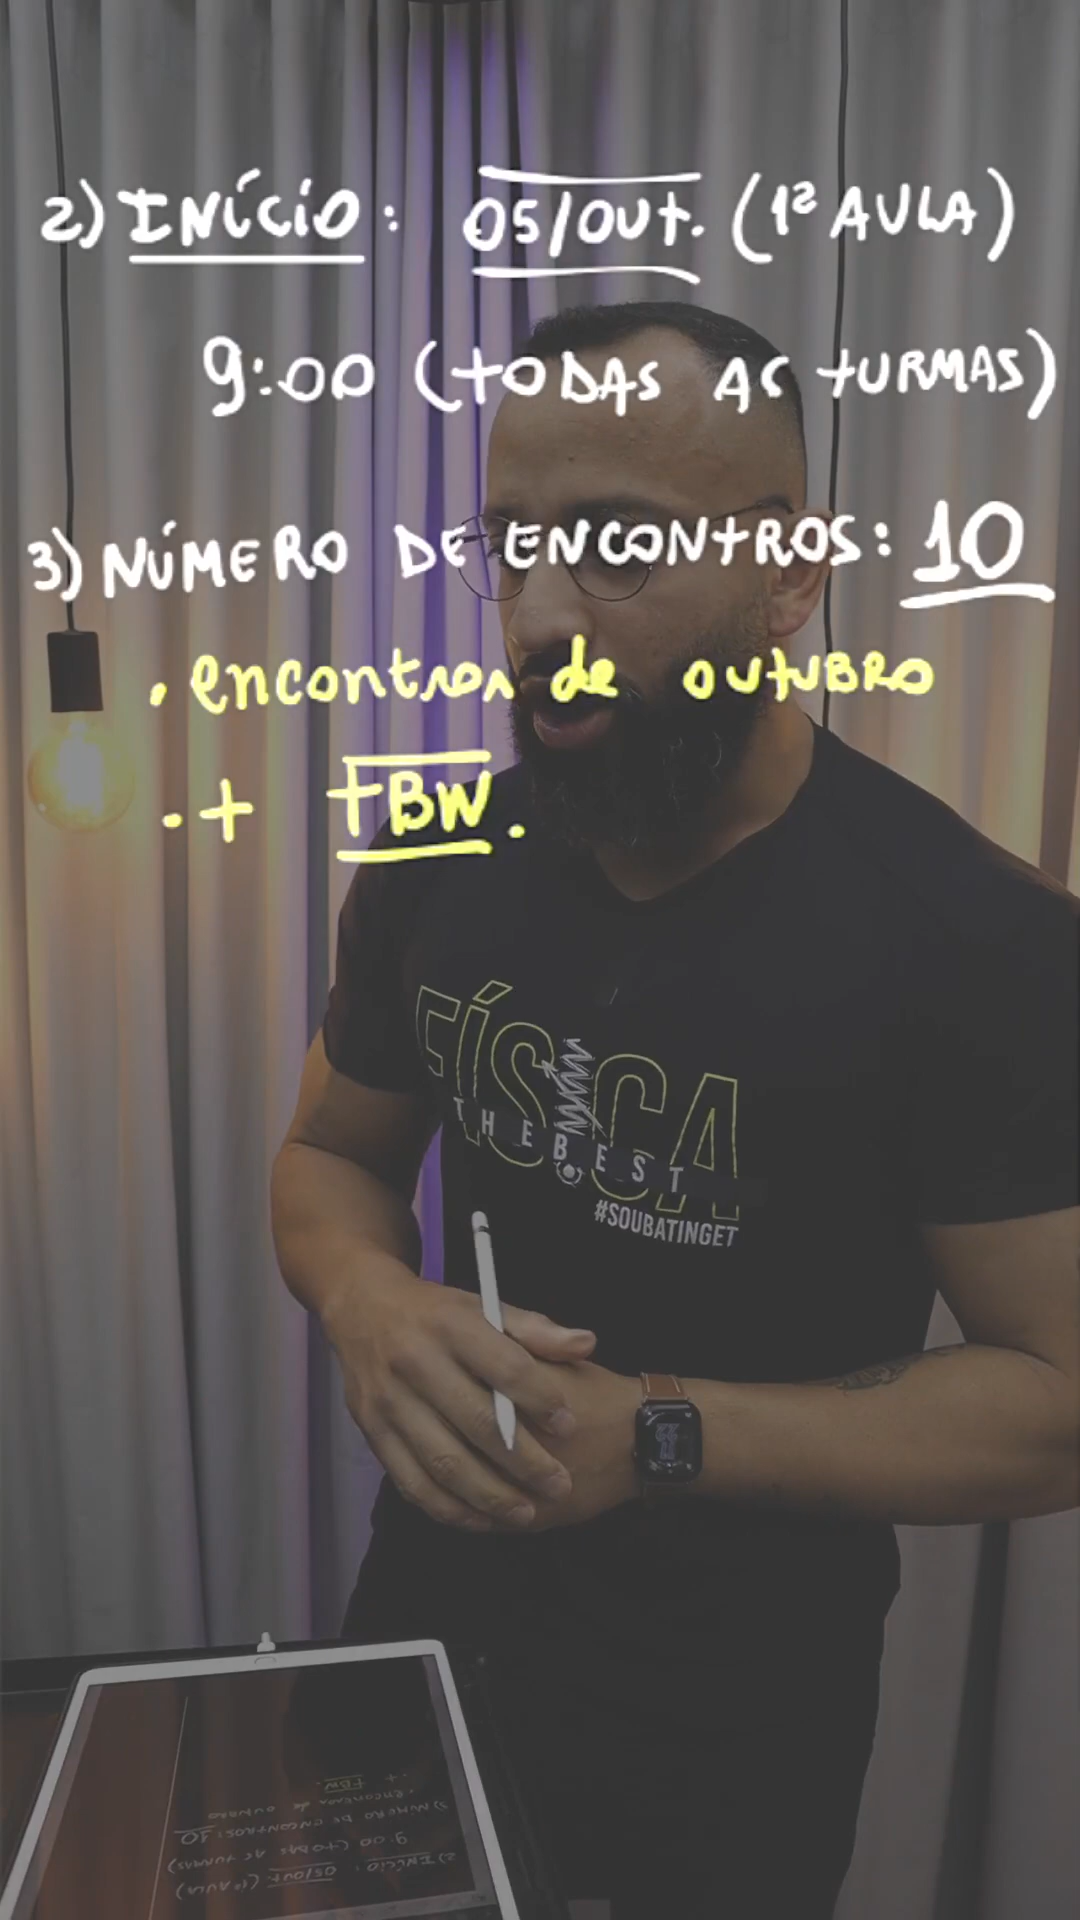 2) INÍCIO: 05/OUT. (1ª AULA)
9:00 (TODAS AS TURMAS)
3) NÚMERO DE ENCONTROS: 10
• encontros de OUTUBRO
• + TBW.
FÍSICA
THE BEST
#SOUBATINGET